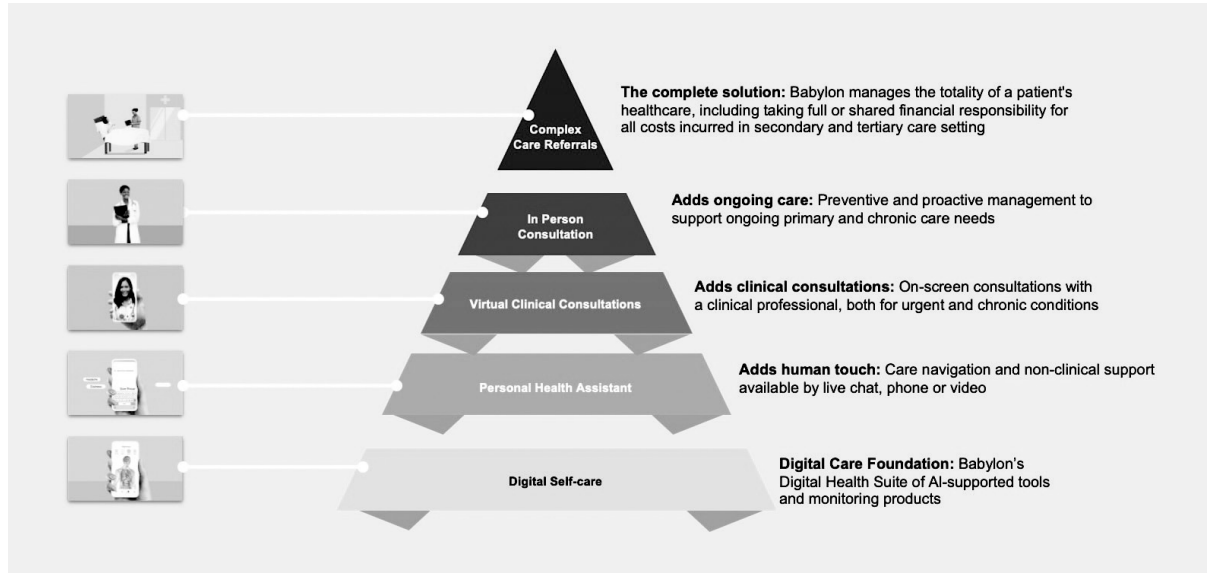 Complex
Care Referrals
The complete solution: Babylon manages the totality of a patient's
healthcare, including taking full or shared financial responsibility for
all costs incurred in secondary and tertiary care setting
In Person
Consultation
Adds ongoing care: Preventive and proactive management to
support ongoing primary and chronic care needs
Virtual Clinical Consultations
Adds clinical consultations: On-screen consultations with
a clinical professional, both for urgent and chronic conditions
Personal Health Assistant
Adds human touch: Care navigation and non-clinical support
available by live chat, phone or video
Digital Self-care
Digital Care Foundation: Babylon's
Digital Health Suite of AI-supported tools
and monitoring products